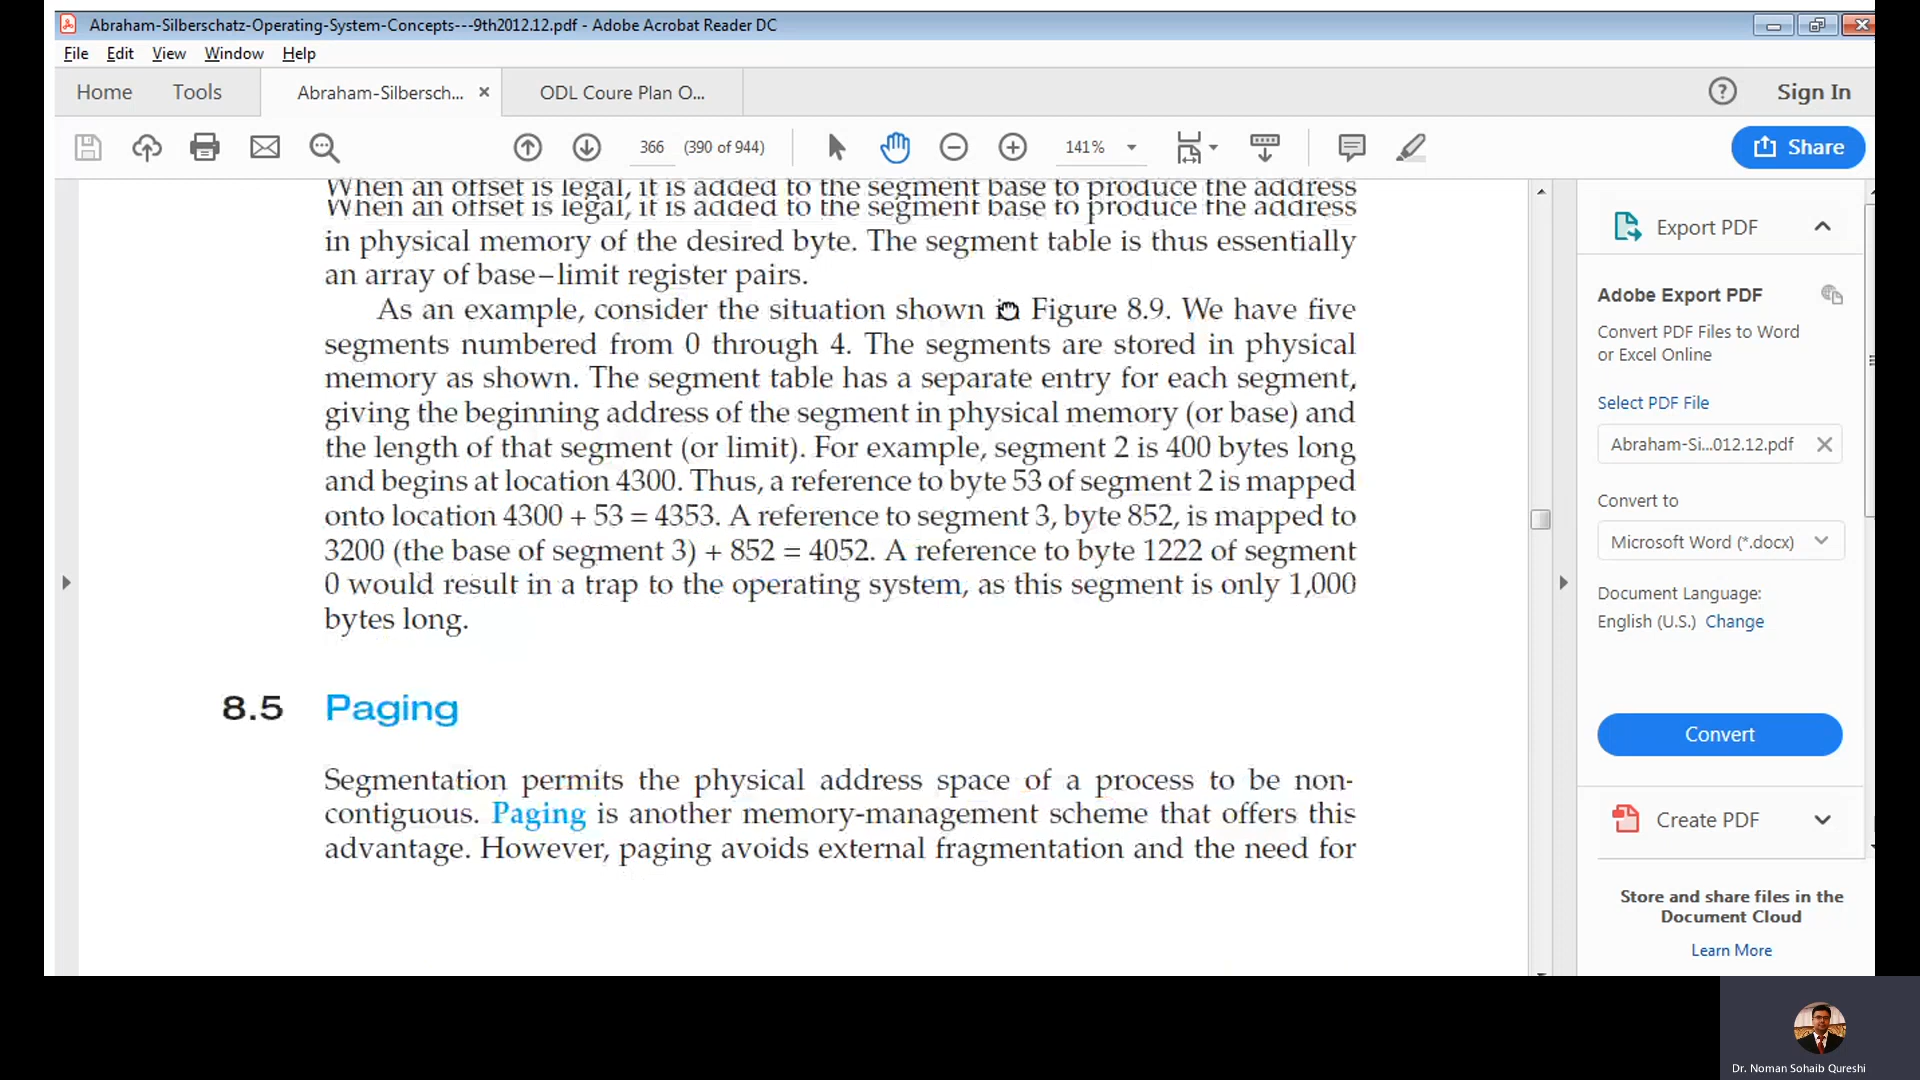 Abraham-Silberschatz-Operating-System-Concepts---9th2012.12.pdf - Adobe Acrobat Reader DC
File Edit View Window Help
Home Tools Abraham-Silbersch... ODL Coure Plan O... Sign In
366 (390 of 944) 141% Share
When an offset is legal, it is added to the segment base to produce the address
When an offset is legal, it is added to the segment base to produce the address
in physical memory of the desired byte. The segment table is thus essentially
an array of base–limit register pairs.
As an example, consider the situation shown in Figure 8.9. We have five
segments numbered from 0 through 4. The segments are stored in physical
memory as shown. The segment table has a separate entry for each segment,
giving the beginning address of the segment in physical memory (or base) and
the length of that segment (or limit). For example, segment 2 is 400 bytes long
and begins at location 4300. Thus, a reference to byte 53 of segment 2 is mapped
onto location 4300 + 53 = 4353. A reference to segment 3, byte 852, is mapped to
3200 (the base of segment 3) + 852 = 4052. A reference to byte 1222 of segment
0 would result in a trap to the operating system, as this segment is only 1,000
bytes long.
8.5 Paging
Segmentation permits the physical address space of a process to be non-
contiguous. Paging is another memory-management scheme that offers this
advantage. However, paging avoids external fragmentation and the need for
Export PDF
Adobe Export PDF
Convert PDF Files to Word
or Excel Online
Select PDF File
Abraham-Si...012.12.pdf
Convert to
Microsoft Word (*.docx)
Document Language:
English (U.S.) Change
Convert
Create PDF
Store and share files in the
Document Cloud
Learn More
Dr. Noman Sohaib Qureshi